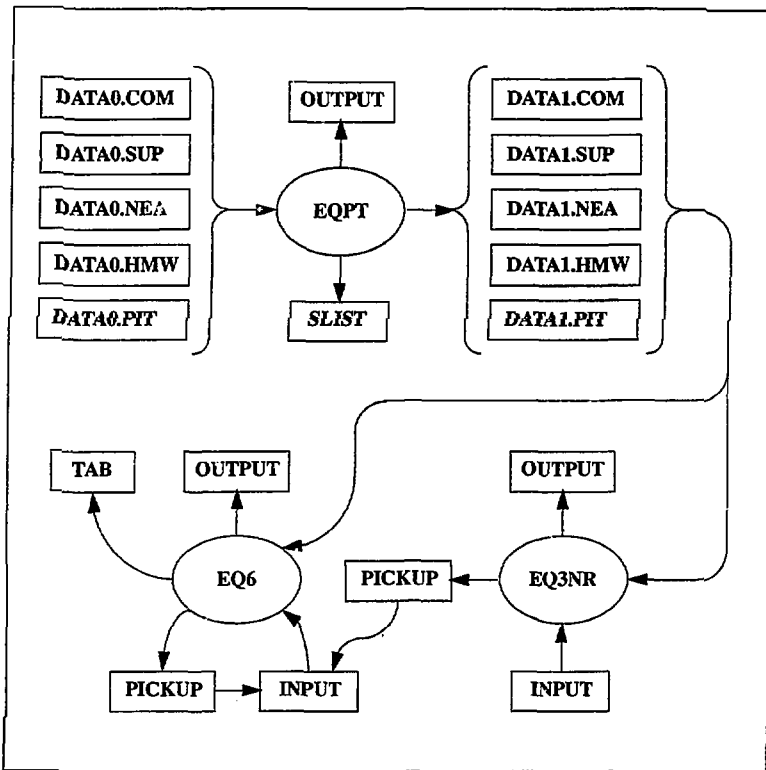 DATA0.COM
DATA0.SUP
DATA0.NEA
DATA0.HMW
DATA0.PIT
OUTPUT
EQPT
SLIST
DATA1.COM
DATA1.SUP
DATA1.NEA
DATA1.HMW
DATA1.PIT
TAB
OUTPUT
EQ6
PICKUP
INPUT
OUTPUT
PICKUP
EQ3NR
INPUT